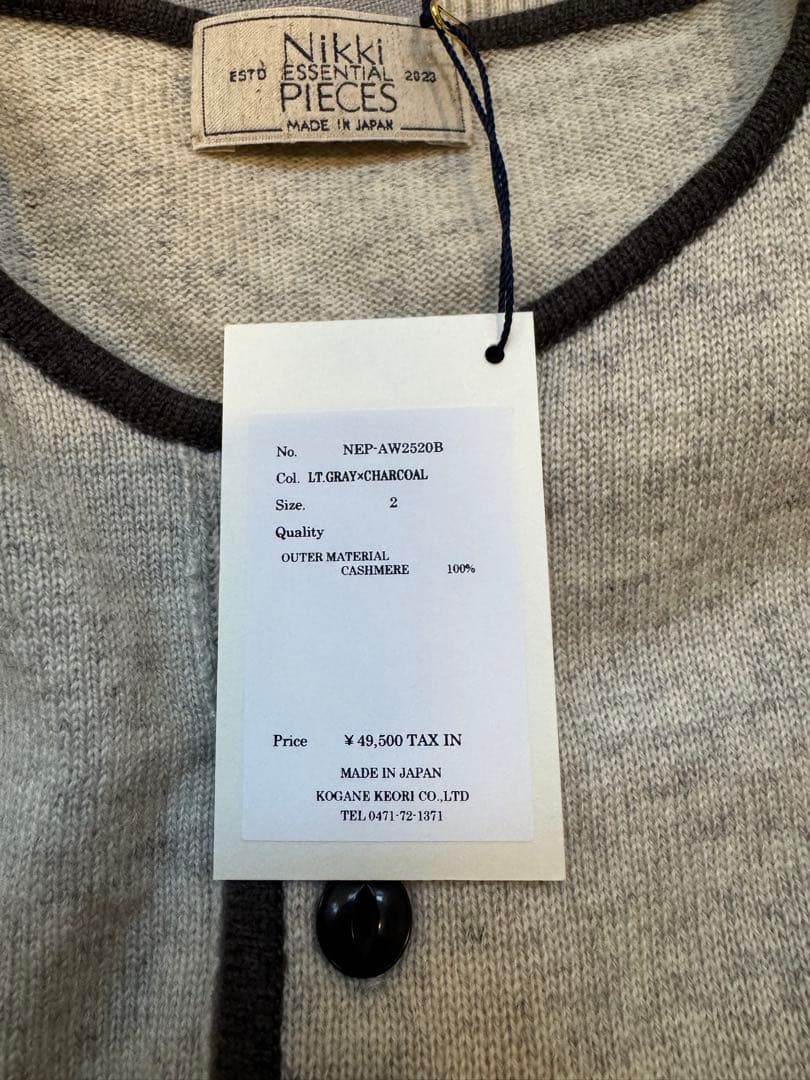 Nikki
ESTD ESSENTIAL 2023
PIECES
MADE IN JAPAN
No. NEP-AW2520B
Col. LT.GRAY×CHARCOAL
Size. 2
Quality
OUTER MATERIAL
CASHMERE 100%
Price ¥49,500 TAX IN
MADE IN JAPAN
KOGANE KEORI CO.,LTD
TEL 0471-72-1371